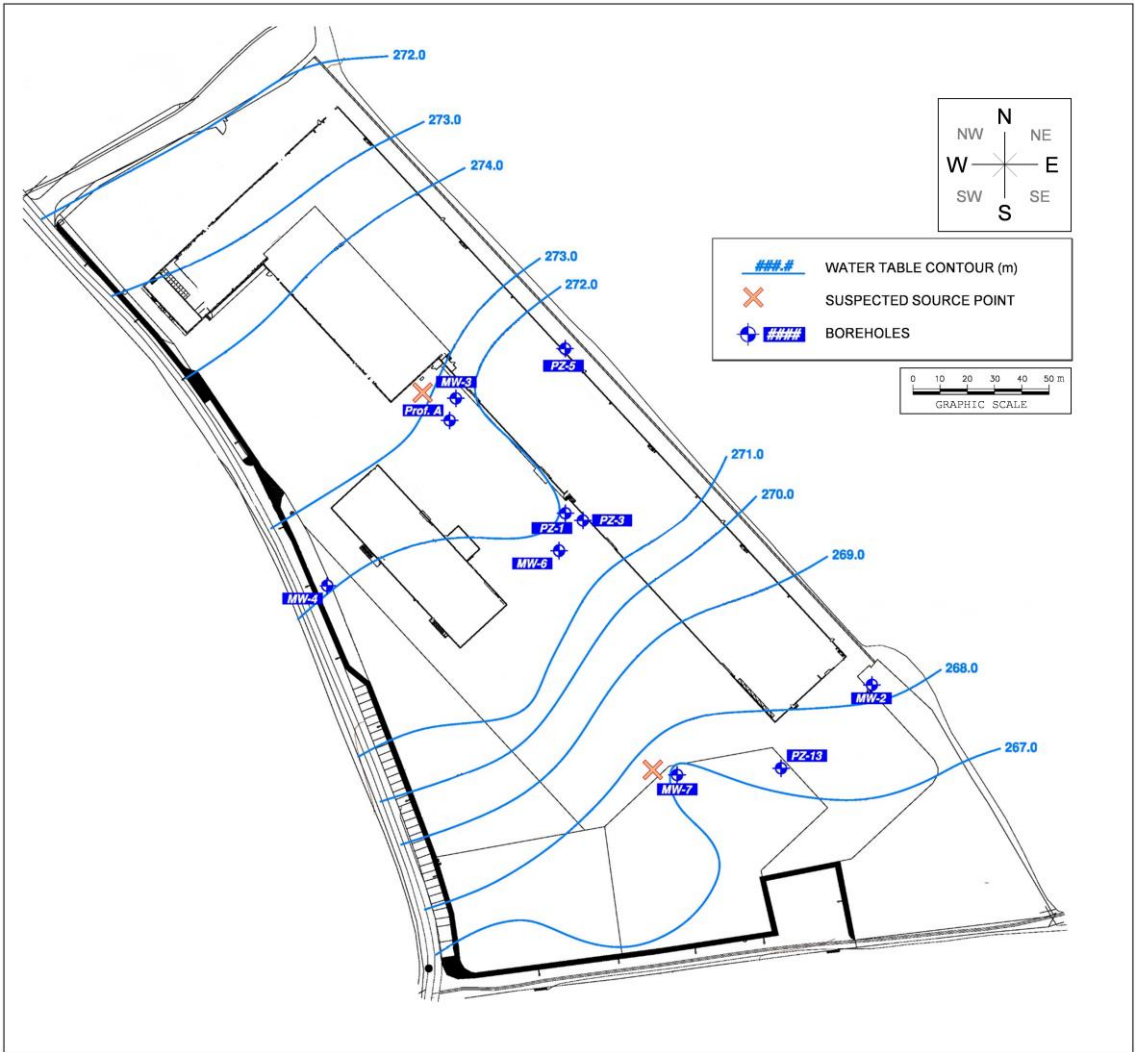 272.0
273.0
274.0
273.0
272.0
271.0
270.0
269.0
268.0
267.0
N
NW NE
W E
SW SE
S
###.# WATER TABLE CONTOUR (m)
SUSPECTED SOURCE POINT
#### BOREHOLES
0 10 20 30 40 50 m
GRAPHIC SCALE
PZ-5
MW-3
Prof. A
PZ-1
PZ-3
MW-6
MW-4
MW-2
PZ-13
MW-7